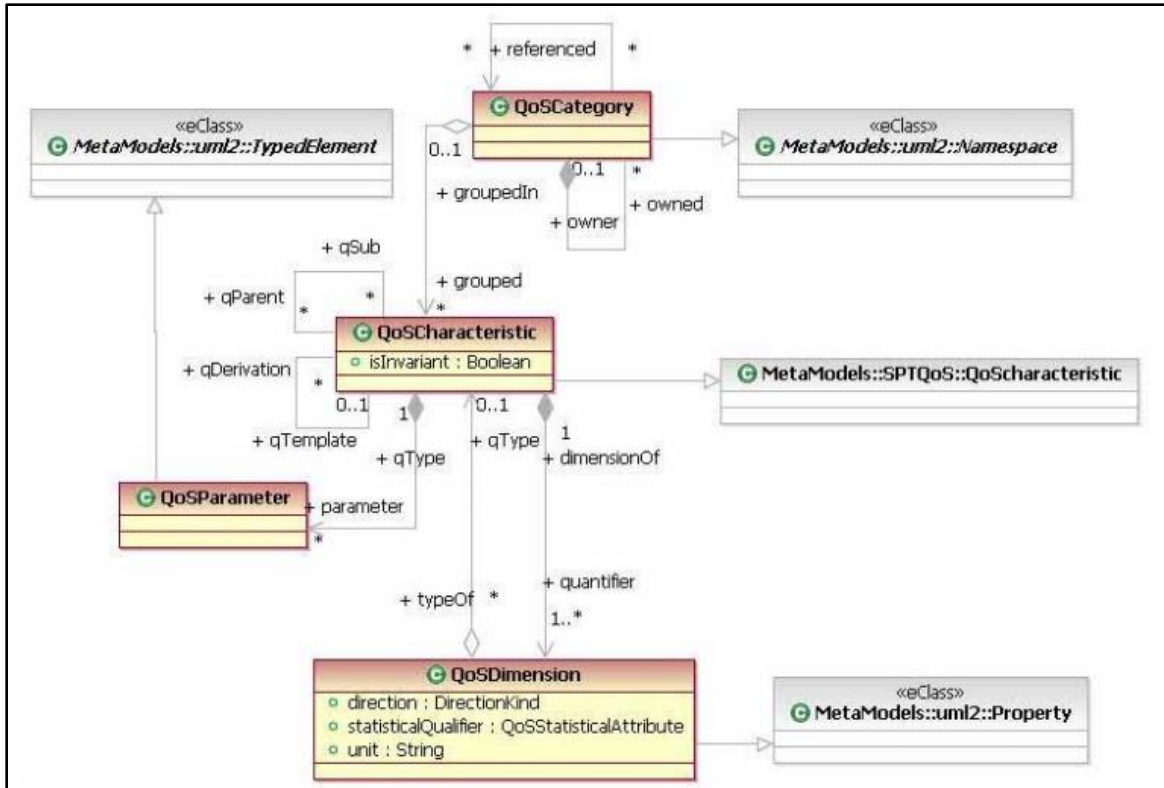 * + referenced *
QoSCategory
«eClass»
MetaModels::uml2::TypedElement
«eClass»
MetaModels::uml2::Namespace
0..1
0..1
*
+ groupedIn
+ owner
+ owned
+ qSub
+ grouped
+ qParent
*
*
*
QoSCharacteristic
isInvariant : Boolean
+ qDerivation
*
MetaModels::SPTQoS::QoScharacteristic
0..1
1
0..1
1
+ qTemplate
+ qType
+ qType
+ dimensionOf
QoSParameter
+ parameter
*
+ quantifier
+ typeOf *
1..*
QoSDimension
direction : DirectionKind
statisticalQualifier : QoSStatisticalAttribute
unit : String
«eClass»
MetaModels::uml2::Property